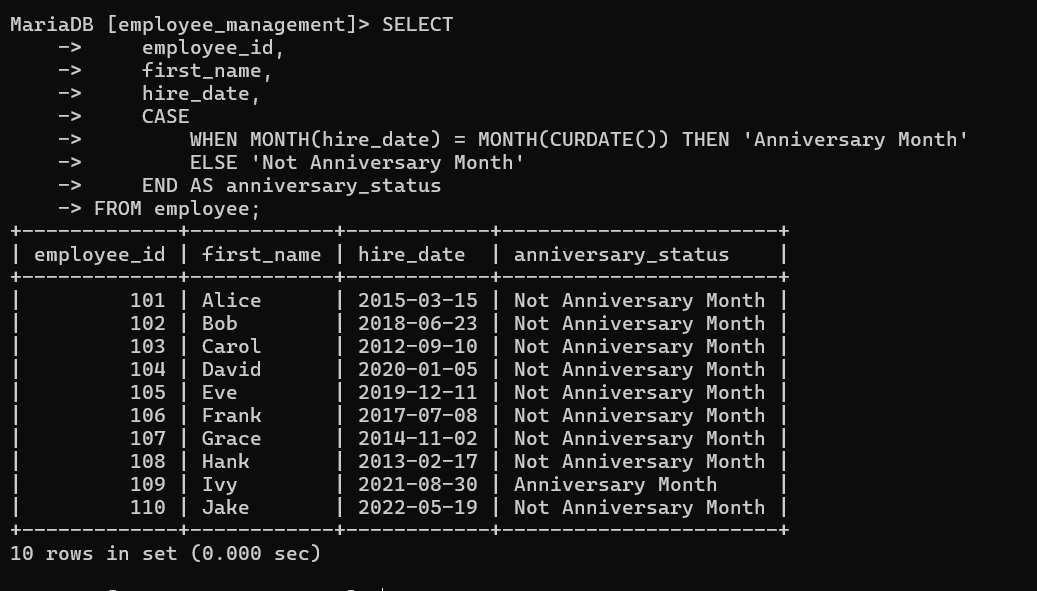 MariaDB [employee_management]> SELECT
    ->     employee_id,
    ->     first_name,
    ->     hire_date,
    ->     CASE
    ->         WHEN MONTH(hire_date) = MONTH(CURDATE()) THEN 'Anniversary Month'
    ->         ELSE 'Not Anniversary Month'
    ->     END AS anniversary_status
    -> FROM employee;
+-------------+------------+------------+-----------------------+
| employee_id | first_name | hire_date  | anniversary_status    |
+-------------+------------+------------+-----------------------+
|         101 | Alice      | 2015-03-15 | Not Anniversary Month |
|         102 | Bob        | 2018-06-23 | Not Anniversary Month |
|         103 | Carol      | 2012-09-10 | Not Anniversary Month |
|         104 | David      | 2020-01-05 | Not Anniversary Month |
|         105 | Eve        | 2019-12-11 | Not Anniversary Month |
|         106 | Frank      | 2017-07-08 | Not Anniversary Month |
|         107 | Grace      | 2014-11-02 | Not Anniversary Month |
|         108 | Hank       | 2013-02-17 | Not Anniversary Month |
|         109 | Ivy        | 2021-08-30 | Anniversary Month     |
|         110 | Jake       | 2022-05-19 | Not Anniversary Month |
+-------------+------------+------------+-----------------------+
10 rows in set (0.000 sec)